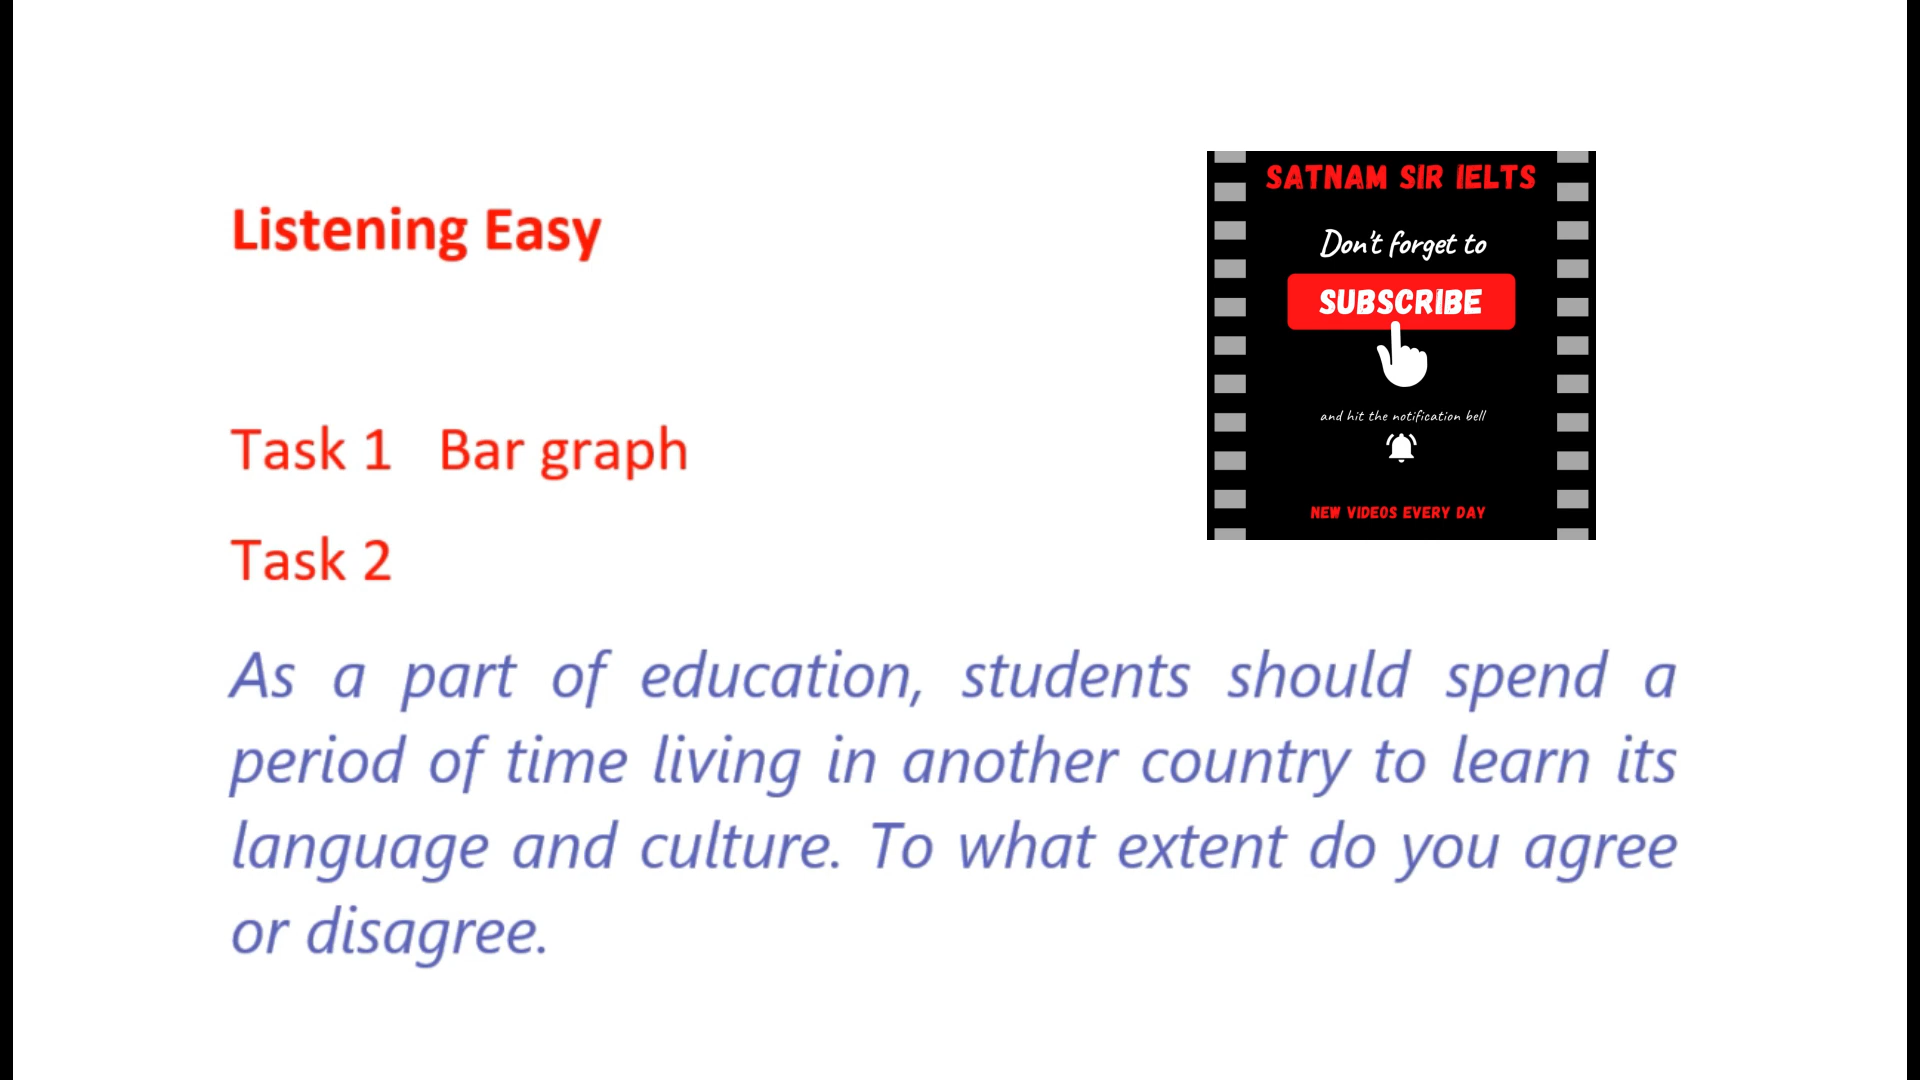 Listening Easy
SATNAM SIR IELTS
Don't forget to
SUBSCRIBE
and hit the notification bell
NEW VIDEOS EVERY DAY
Task 1 Bar graph
Task 2
As a part of education, students should spend a
period of time living in another country to learn its
language and culture. To what extent do you agree
or disagree.